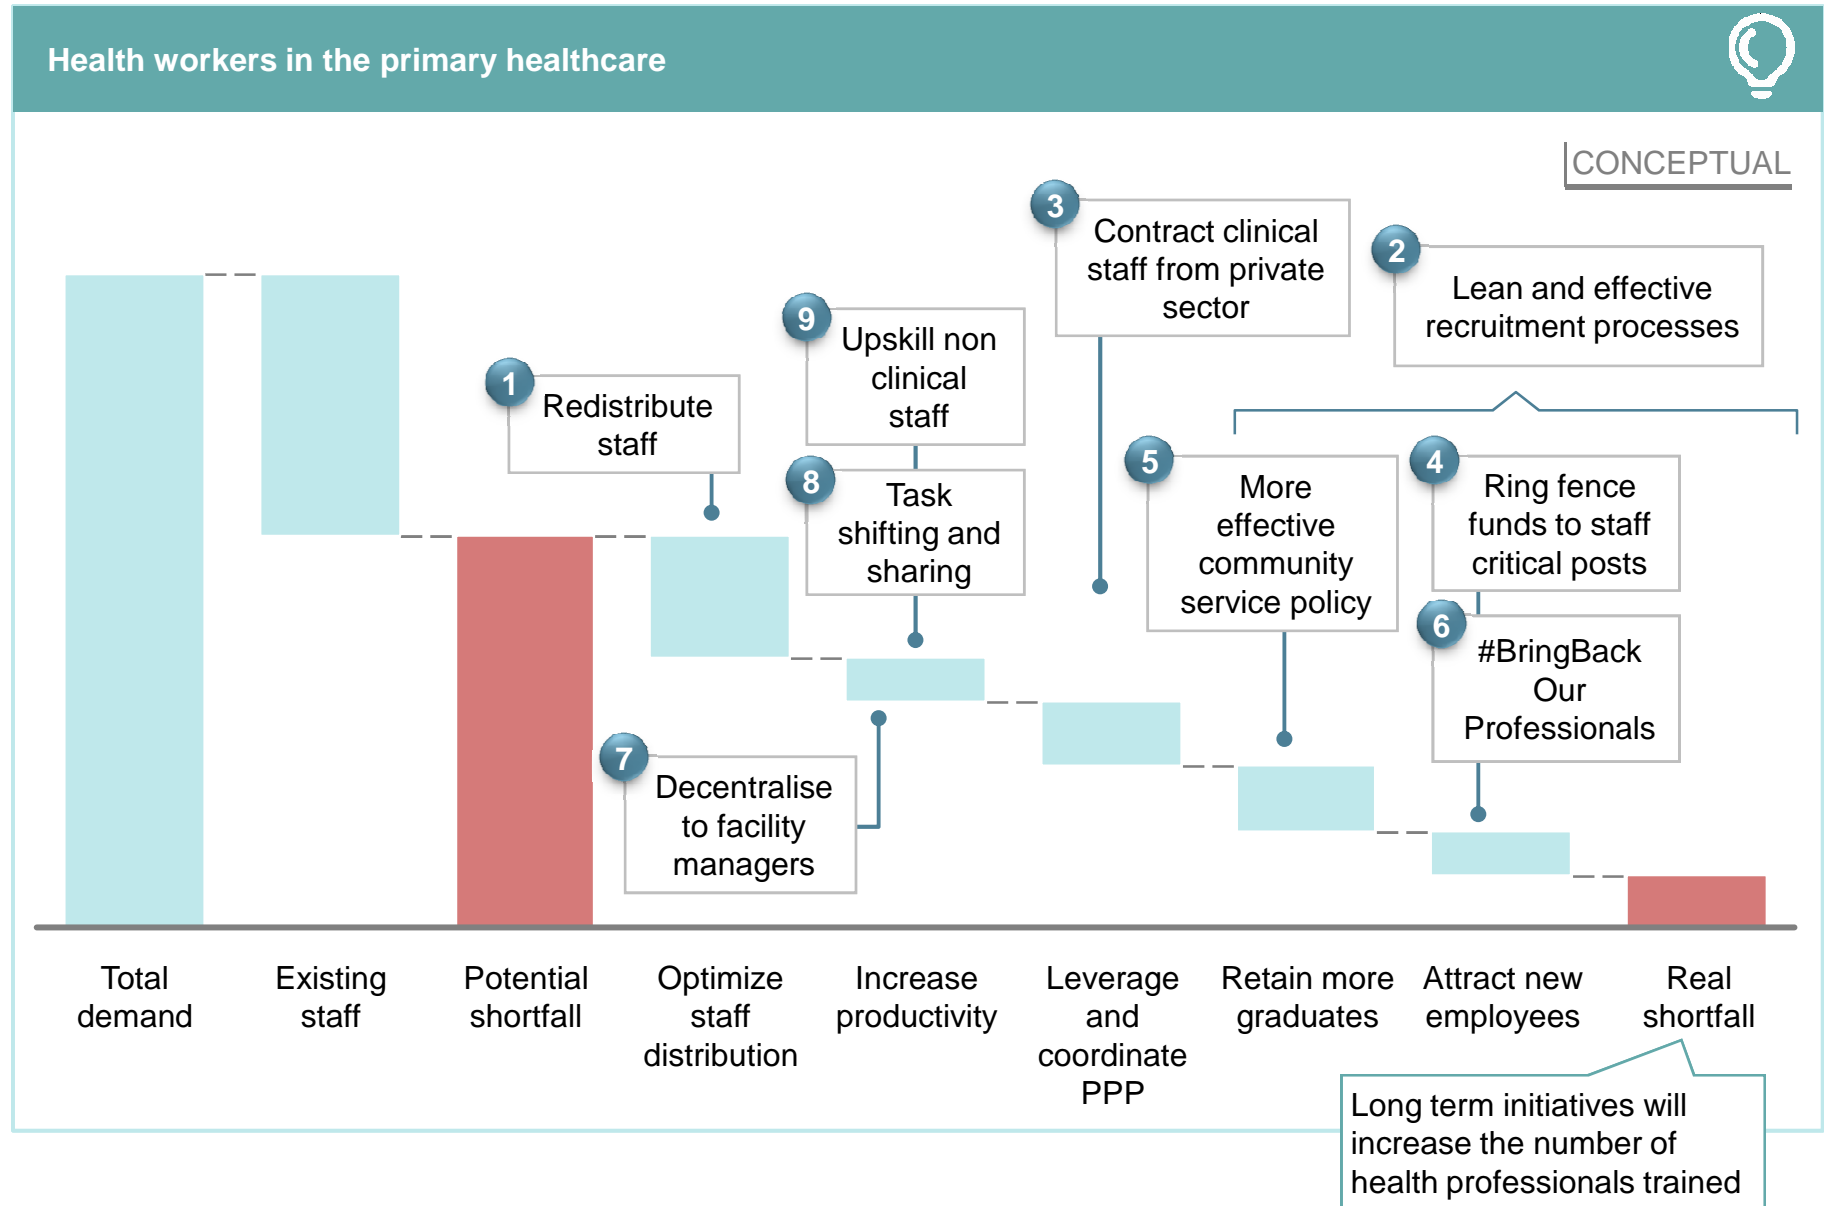 Health workers in the primary healthcare
CONCEPTUAL
3
Contract clinical
staff from private
sector
2
Lean and effective
recruitment processes
9
Upskill non
clinical
staff
1
Redistribute
staff
8
Task
shifting and
sharing
5
More
effective
community
service policy
4
Ring fence
funds to staff
critical posts
6
#BringBack
Our
Professionals
7
Decentralise
to facility
managers
Total
demand
Existing
staff
Potential
shortfall
Optimize
staff
distribution
Increase
productivity
Leverage
and
coordinate
PPP
Retain more
graduates
Attract new
employees
Real
shortfall
Long term initiatives will
increase the number of
health professionals trained